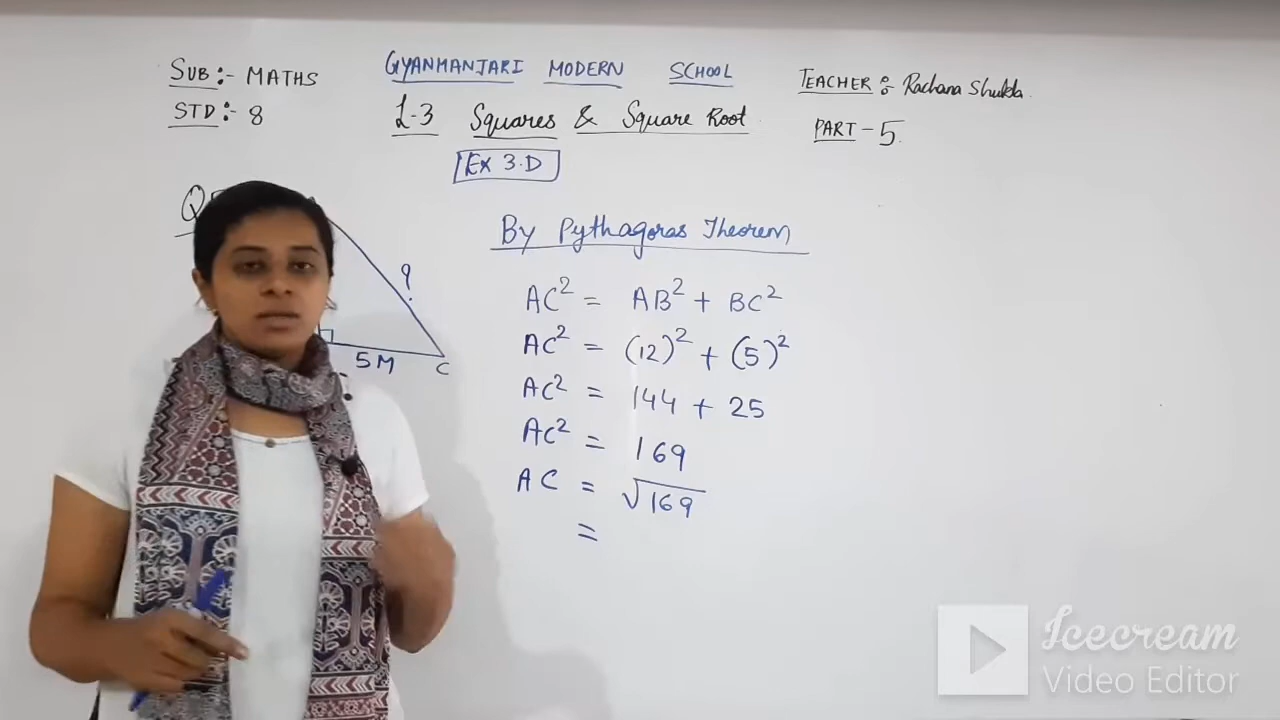 SUB :- MATHS
GYANMANJARI MODERN SCHOOL
TEACHER : Rachana Shukla.
STD :- 8
L-3 Squares & Square Root
PART - 5.
Ex 3.D
By Pythagoras Theorem
?
5 M
C
AC² = AB² + BC²
AC² = (12)² + (5)²
AC² = 144 + 25
AC² = 169
AC = √169
=
Icecream
Video Editor